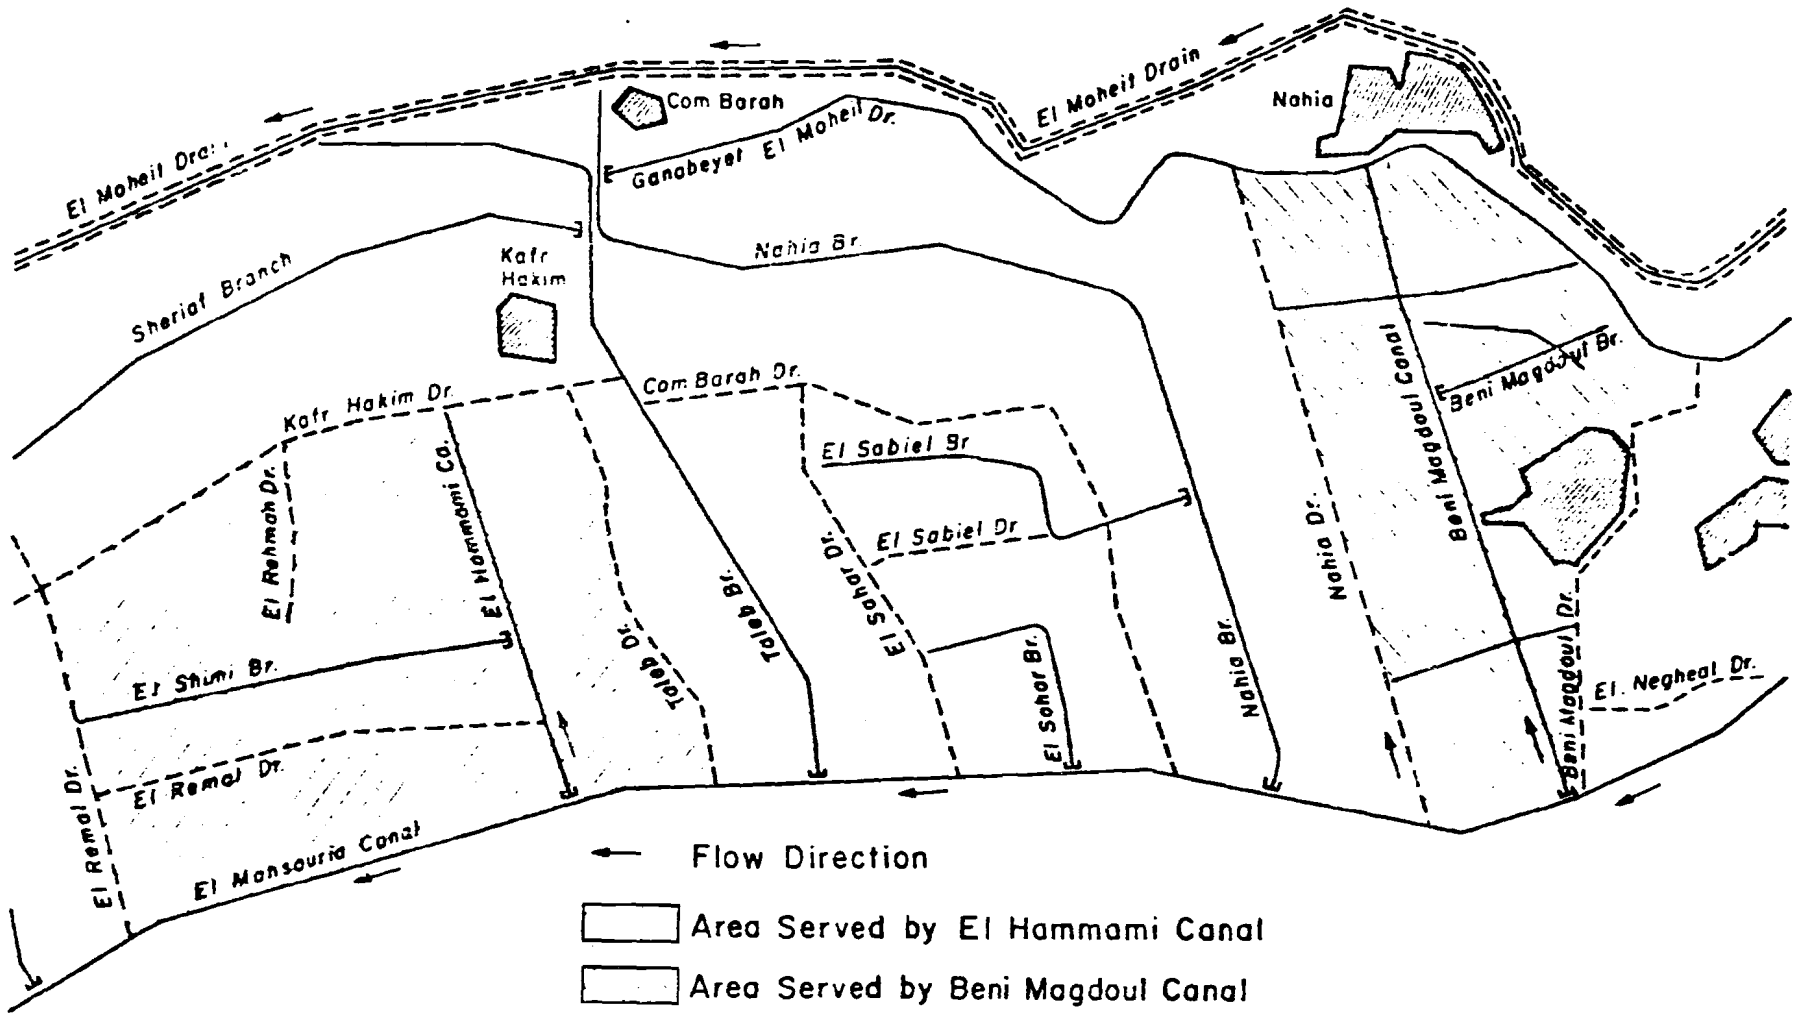 El Moheit Drain
Nahia
Com Barah
Ganabeyet El Moheit Dr.
El Moheit Drain
Nahia Br.
Kafr
Hakim
Sheriat Branch
Beni Magdoul Br.
Beni Magdoul Canal
Com Barah Dr.
Kafr Hakim Dr.
El Sabiel Br
El Rehmah Dr.
El Hammami Ca.
Nahia Dr.
El Sabiel Dr
El Sahar Dr.
Taleb Br.
Taleb Dr.
El Shimi Br.
El Sahar Br.
Nahia Br.
Beni Magdoul Dr.
El. Negheal Dr.
El Remal Dr.
El Remal Dr.
El Mansouria Canal
Flow Direction
Area Served by El Hammami Canal
Area Served by Beni Magdoul Canal